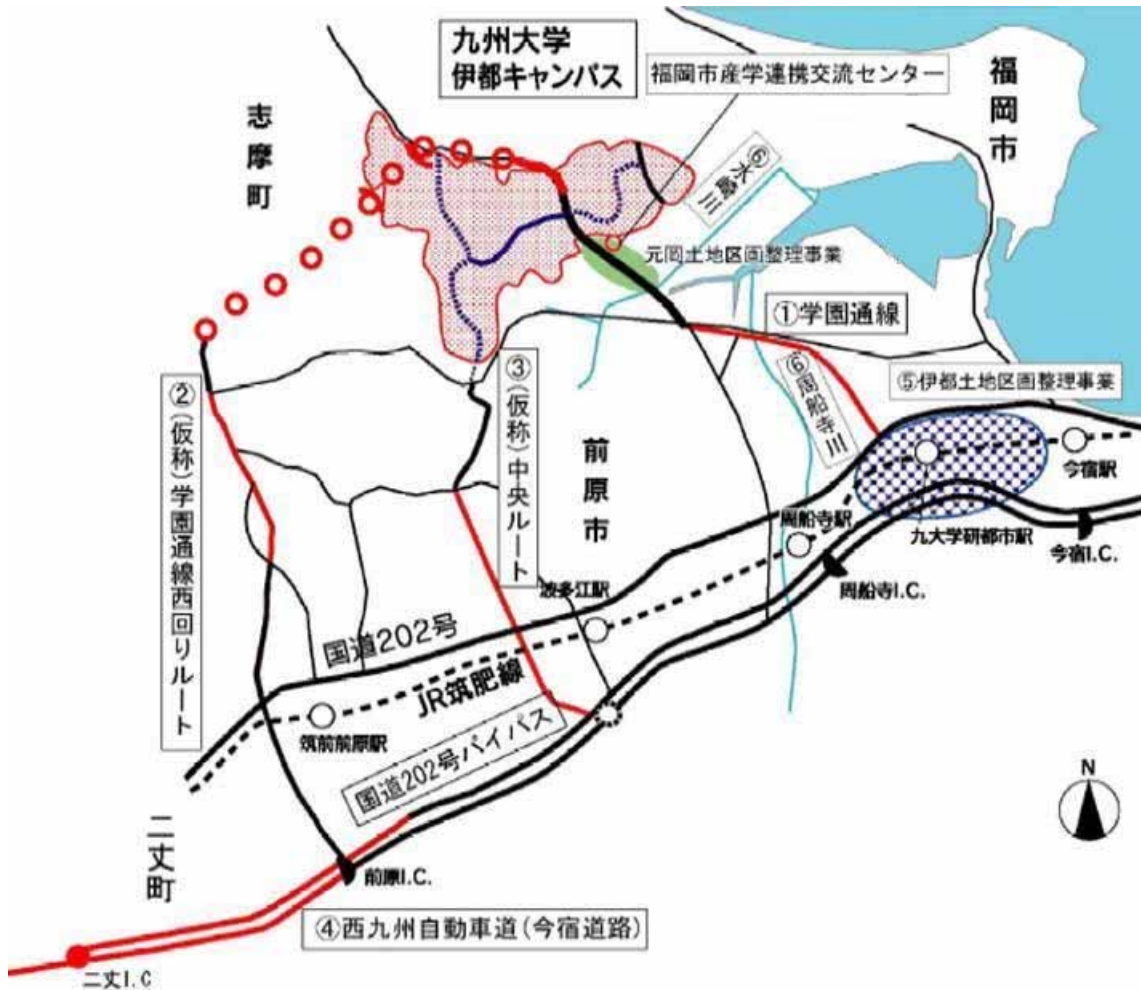 九州大学
伊都キャンパス
福岡市産学連携交流センター
福岡市
志摩町
⑥水崎川
元岡土地区画整理事業
①学園通線
②(仮称)学園通線西回りルート
③(仮称)中央ルート
⑥周船寺川
⑤伊都土地区画整理事業
前原市
今宿駅
周船寺駅
九大学研都市駅
今宿I.C.
波多江駅
周船寺I.C.
国道202号
JR筑肥線
筑前前原駅
国道202号バイパス
N
二丈町
前原I.C.
④西九州自動車道(今宿道路)
二丈I.C